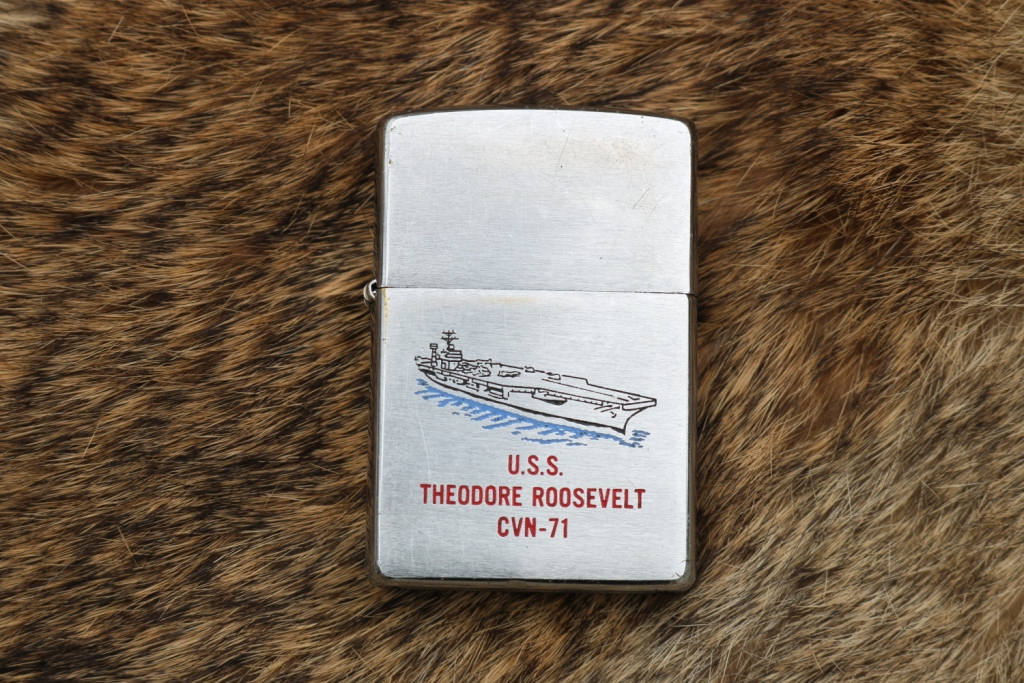 U.S.S.
THEODORE ROOSEVELT
CVN-71